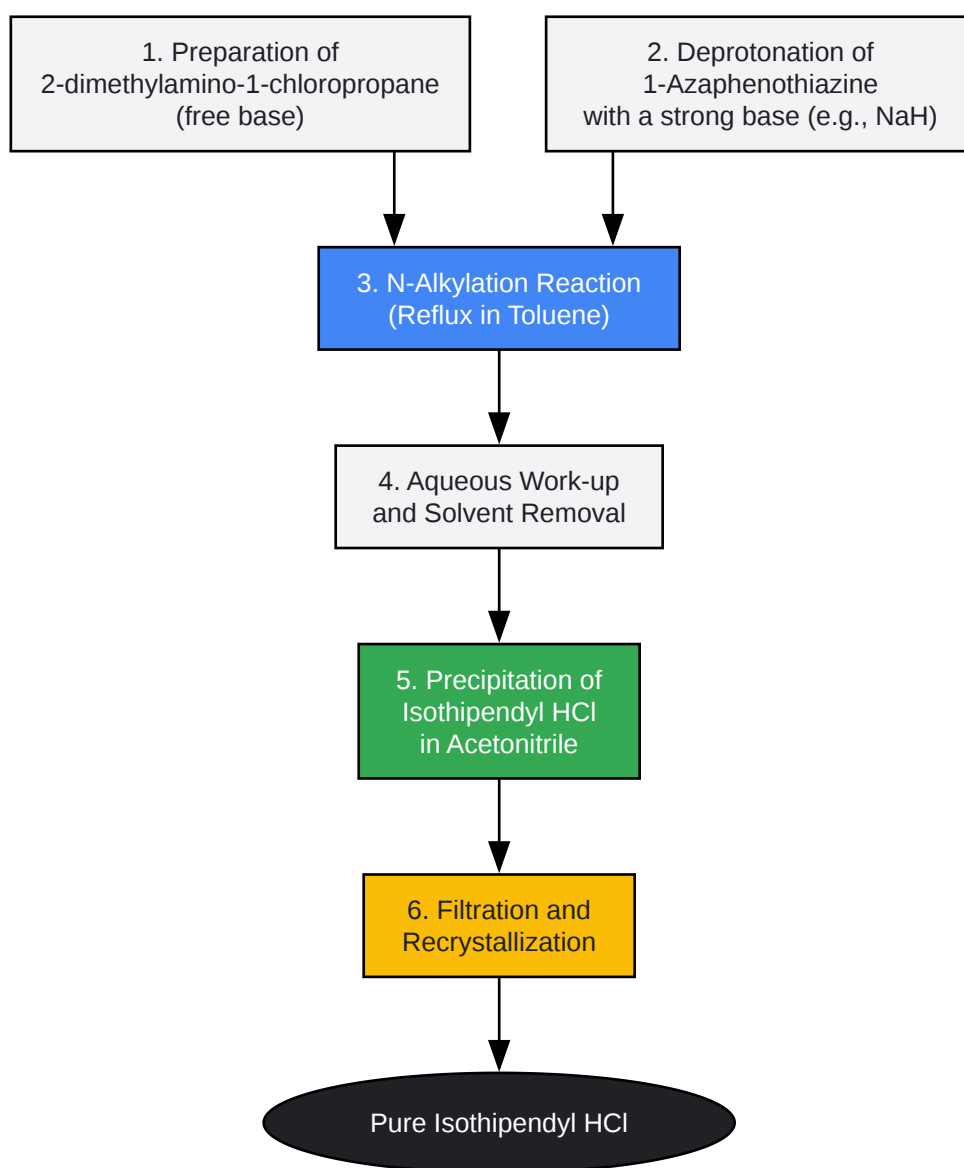 1. Preparation of
2-dimethylamino-1-chloropropane
(free base)
2. Deprotonation of
1-Azaphenothiazine
with a strong base (e.g., NaH)
3. N-Alkylation Reaction
(Reflux in Toluene)
4. Aqueous Work-up
and Solvent Removal
5. Precipitation of
Isothipendyl HCl
in Acetonitrile
6. Filtration and
Recrystallization
Pure Isothipendyl HCl